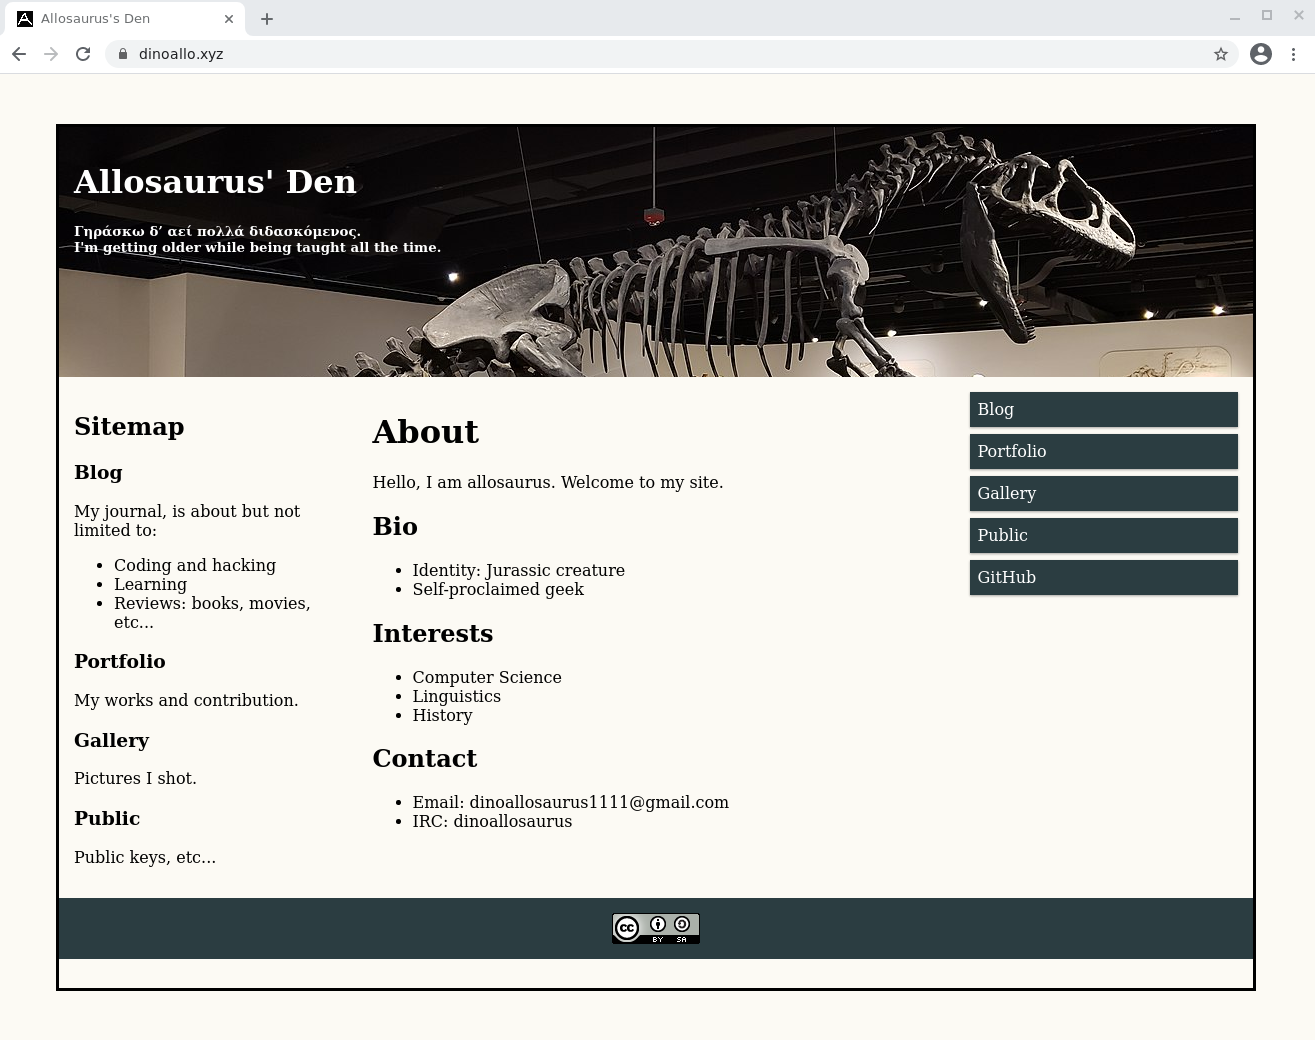 Allosaurus's Den
dinoallo.xyz
Allosaurus' Den
Γηράσκω δ’ αεί πολλά διδασκόμενος.
I'm getting older while being taught all the time.
Sitemap
Blog
My journal, is about but not
limited to:
Coding and hacking
Learning
Reviews: books, movies,
etc...
Portfolio
My works and contribution.
Gallery
Pictures I shot.
Public
Public keys, etc...
About
Hello, I am allosaurus. Welcome to my site.
Bio
Identity: Jurassic creature
Self-proclaimed geek
Interests
Computer Science
Linguistics
History
Contact
Email: dinoallosaurus1111@gmail.com
IRC: dinoallosaurus
Blog
Portfolio
Gallery
Public
GitHub
cc BY SA